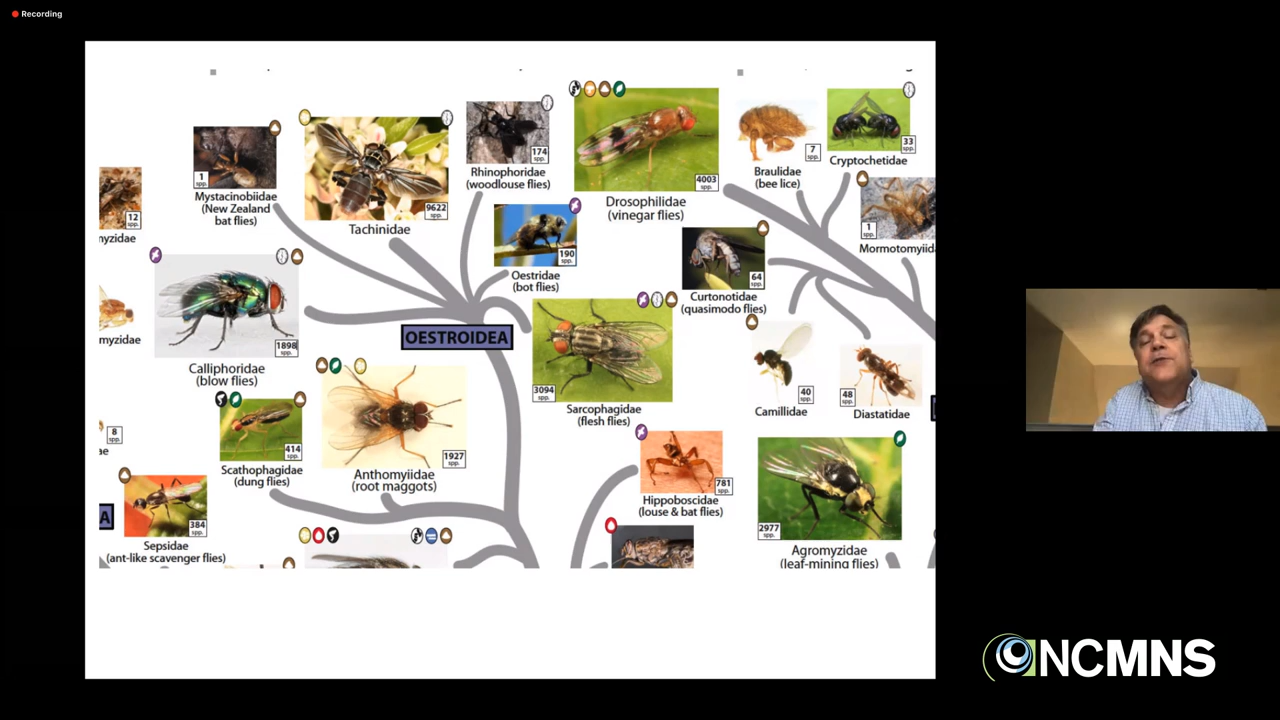 Recording
1
spp.
Mystacinobiidae
(New Zealand
bat flies)
9622
spp.
Tachinidae
174
spp.
Rhinophoridae
(woodlouse flies)
4003
spp.
Drosophilidae
(vinegar flies)
7
spp.
Braulidae
(bee lice)
33
spp.
Cryptochetidae
12
spp.
nyzidae
190
spp.
Oestridae
(bot flies)
64
spp.
Curtonotidae
(quasimodo flies)
1
spp.
Mormotomyiida
myzidae
1898
spp.
Calliphoridae
(blow flies)
OESTROIDEA
3094
spp.
Sarcophagidae
(flesh flies)
40
spp.
Camillidae
48
spp.
Diastatidae
8
spp.
ae
414
spp.
Scathophagidae
(dung flies)
1927
spp.
Anthomyiidae
(root maggots)
781
spp.
Hippoboscidae
(louse & bat flies)
2977
spp.
Agromyzidae
(leaf-mining flies)
A
384
spp.
Sepsidae
(ant-like scavenger flies)
NCMNS